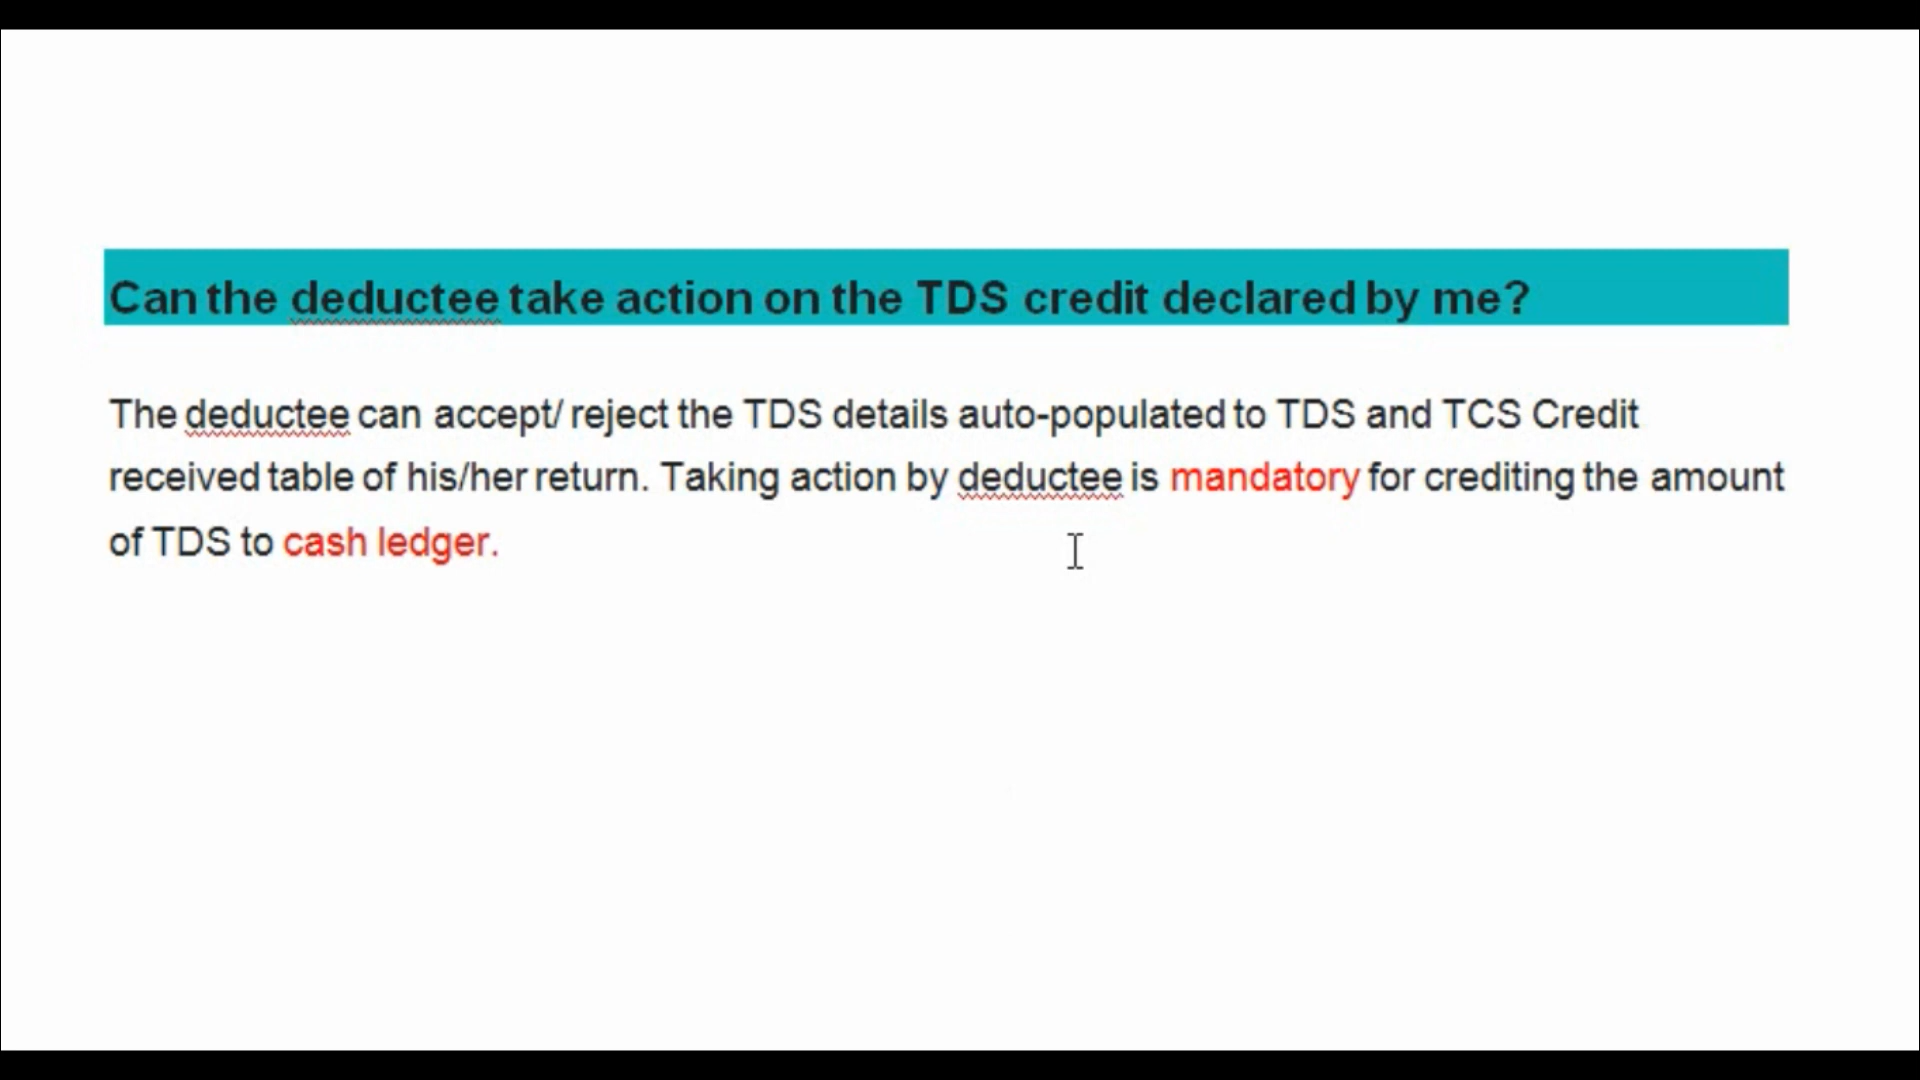 Can the deductee take action on the TDS credit declared by me?
The deductee can accept/ reject the TDS details auto-populated to TDS and TCS Credit
received table of his/her return. Taking action by deductee is mandatory for crediting the amount
of TDS to cash ledger.